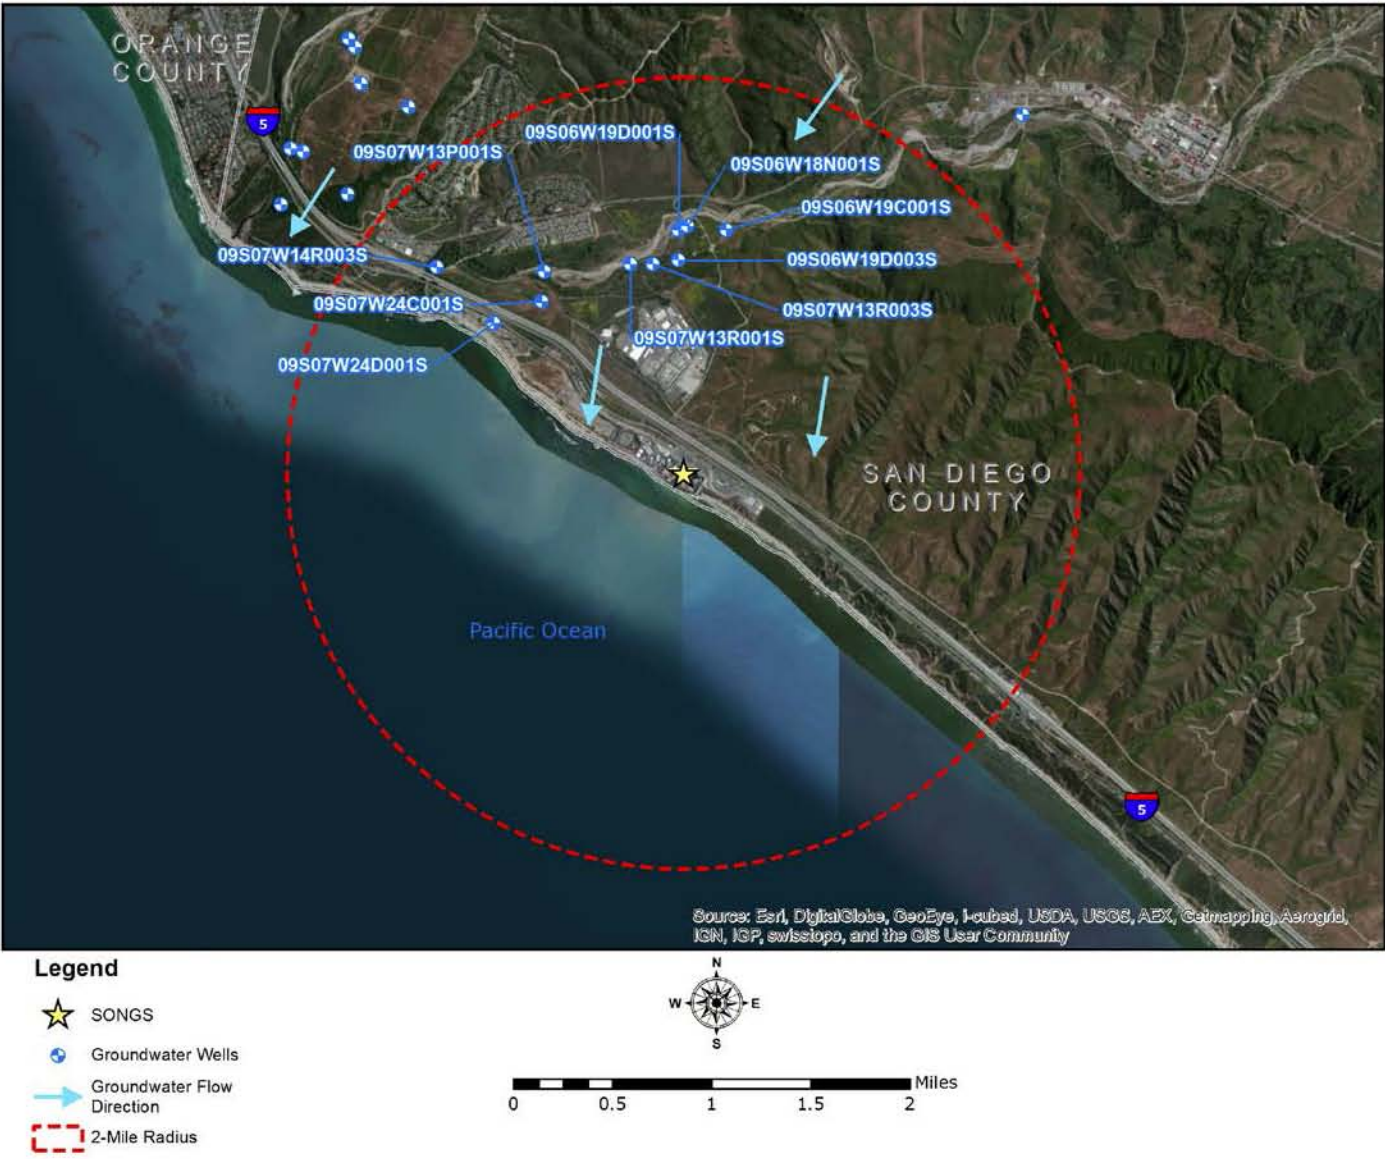 ORANGE
COUNTY
5
09S06W19D001S
09S07W13P001S
09S06W18N001S
09S06W19C001S
09S07W14R003S
09S06W19D003S
09S07W24C001S
09S07W13R003S
09S07W13R001S
09S07W24D001S
SAN DIEGO
COUNTY
Pacific Ocean
5
Source: Esri, DigitalGlobe, GeoEye, i-cubed, USDA, USGS, AEX, Getmapping, Aerogrid,
IGN, IGP, swisstopo, and the GIS User Community
Legend
SONGS
Groundwater Wells
Groundwater Flow
Direction
2-Mile Radius
N
W E
S
Miles
0 0.5 1 1.5 2